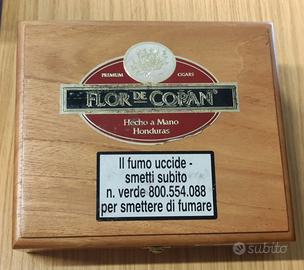 PREMIUM CIGARS
FLOR DE COPAN®
Hecho a Mano
Honduras
Il fumo uccide -
smetti subito
n. verde 800.554.088
per smettere di fumare
subito